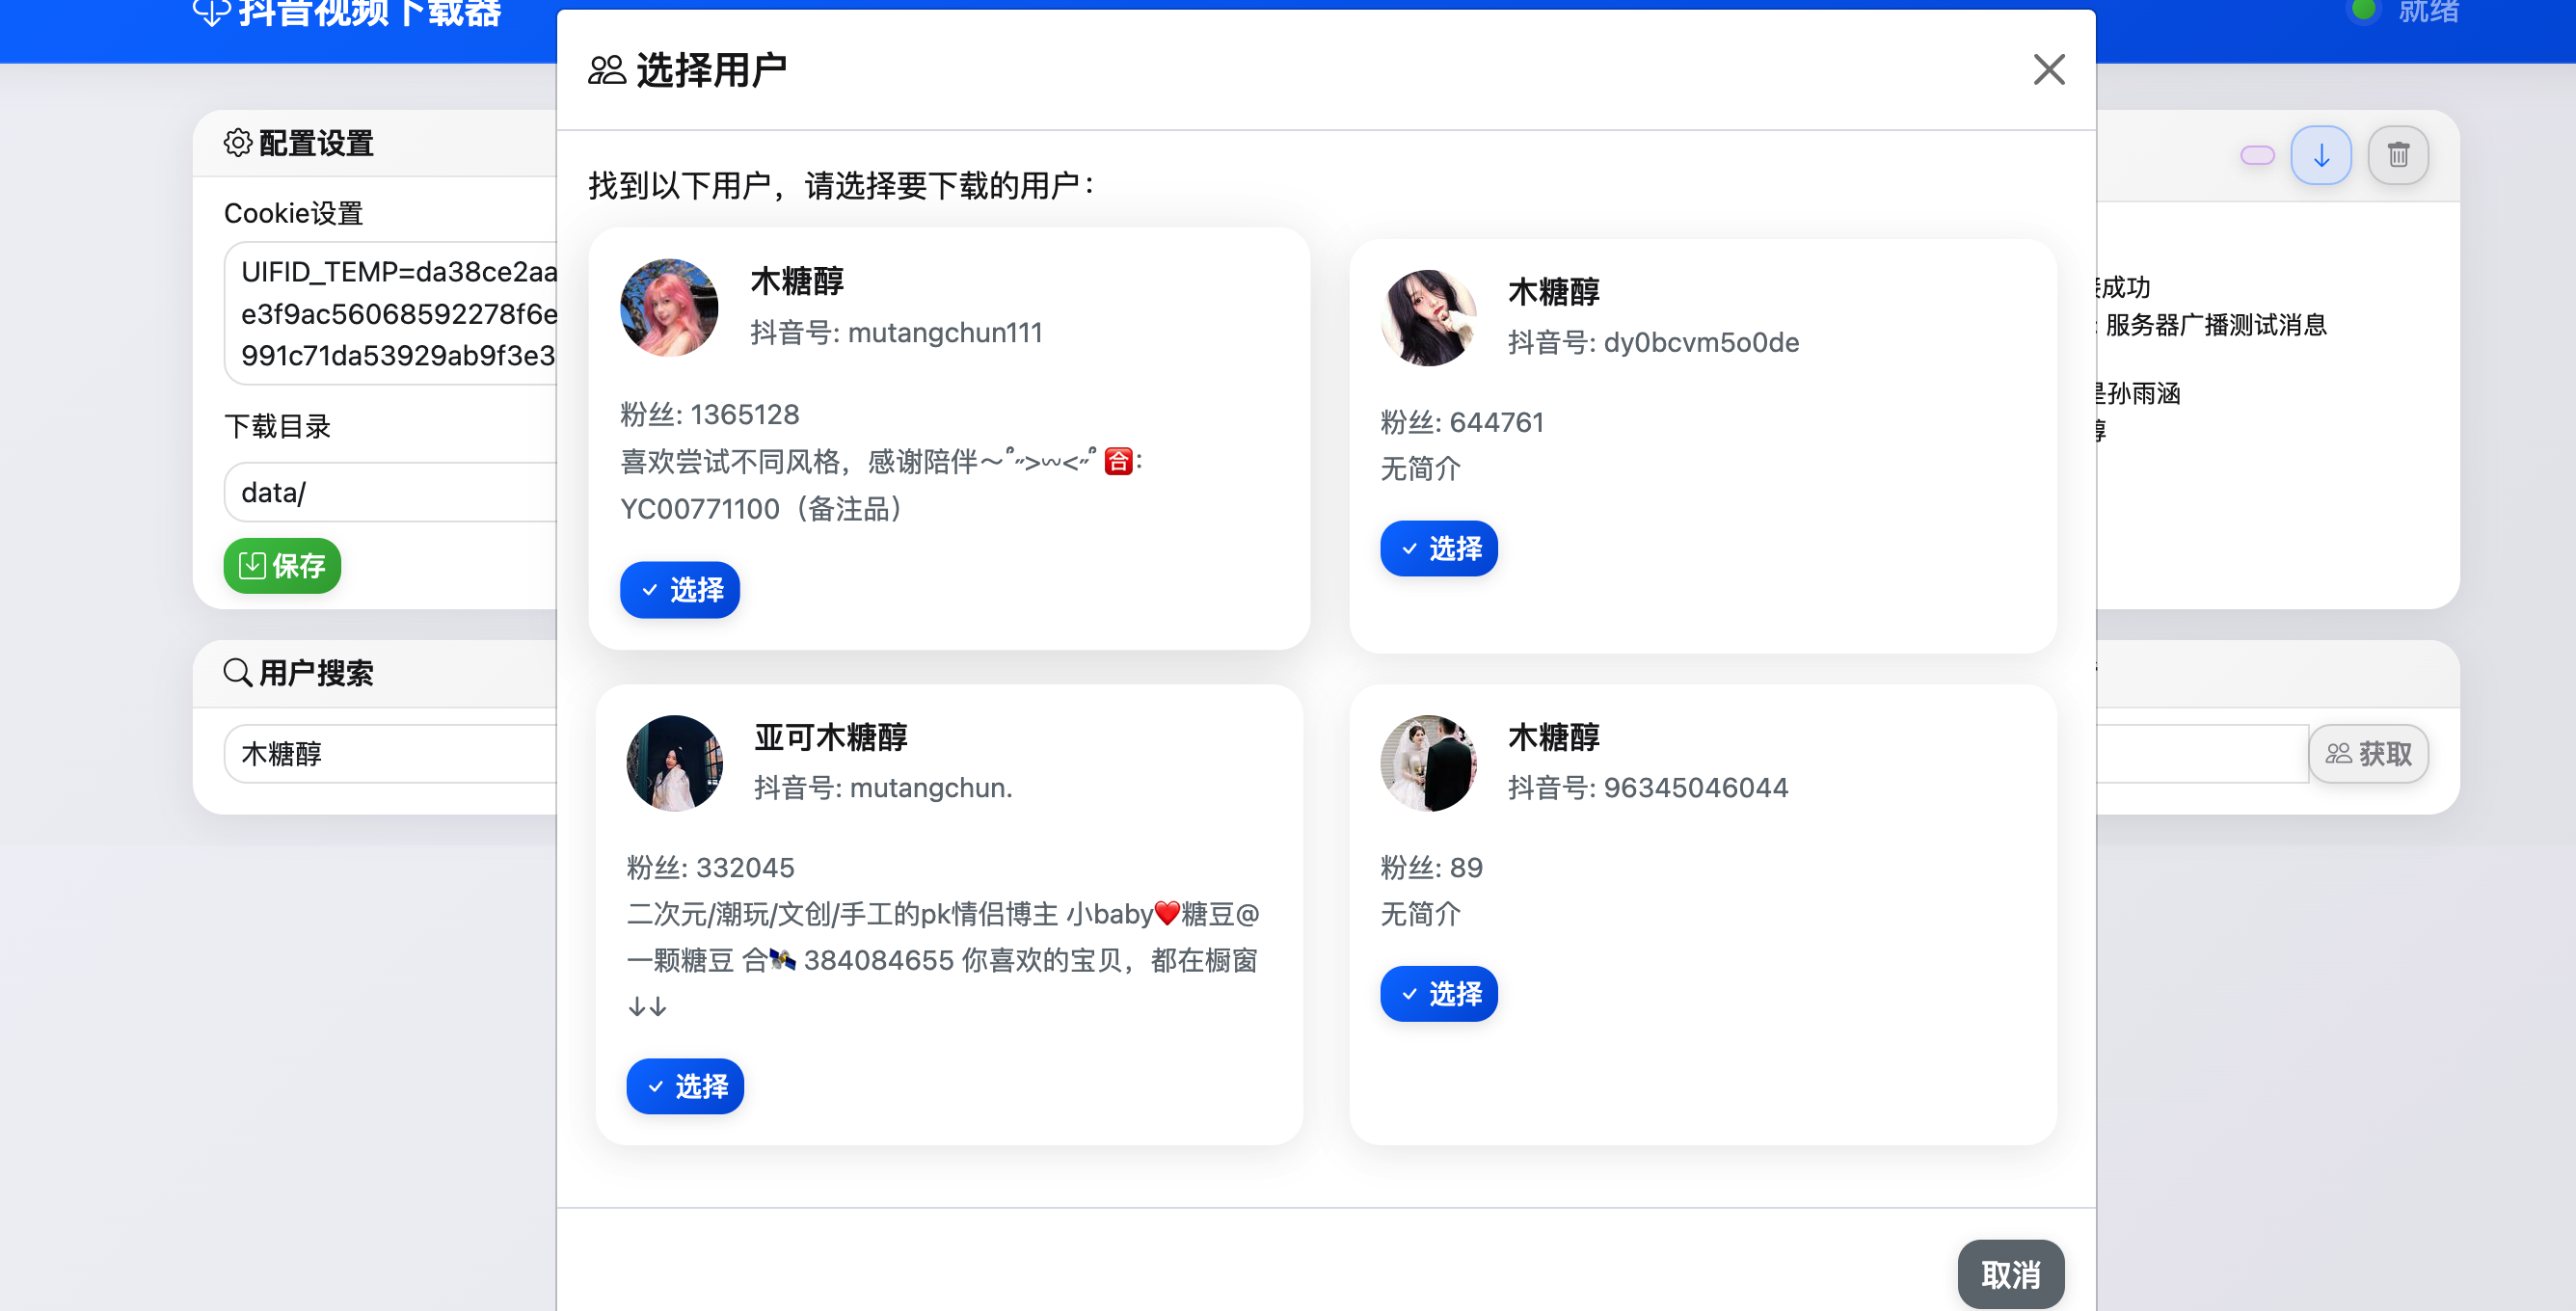 抖音视频下载器
就绪
选择用户
配置设置
Cookie设置
UIFID_TEMP=da38ce2aa
e3f9ac56068592278f6e
991c71da53929ab9f3e3
下载目录
data/
保存
用户搜索
木糖醇
找到以下用户，请选择要下载的用户：
木糖醇
抖音号: mutangchun111
粉丝: 1365128
喜欢尝试不同风格，感谢陪伴～՞˶>𖥦<˶՞ 🈴:
YC00771100（备注品）
选择
木糖醇
抖音号: dy0bcvm5o0de
粉丝: 644761
无简介
选择
亚可木糖醇
抖音号: mutangchun.
粉丝: 332045
二次元/潮玩/文创/手工的pk情侣博主 小baby❤️糖豆@
一颗糖豆 合🛰️ 384084655 你喜欢的宝贝，都在橱窗
↓↓
选择
木糖醇
抖音号: 96345046044
粉丝: 89
无简介
选择
取消
成功
: 服务器广播测试消息
是孙雨涵
醇
获取